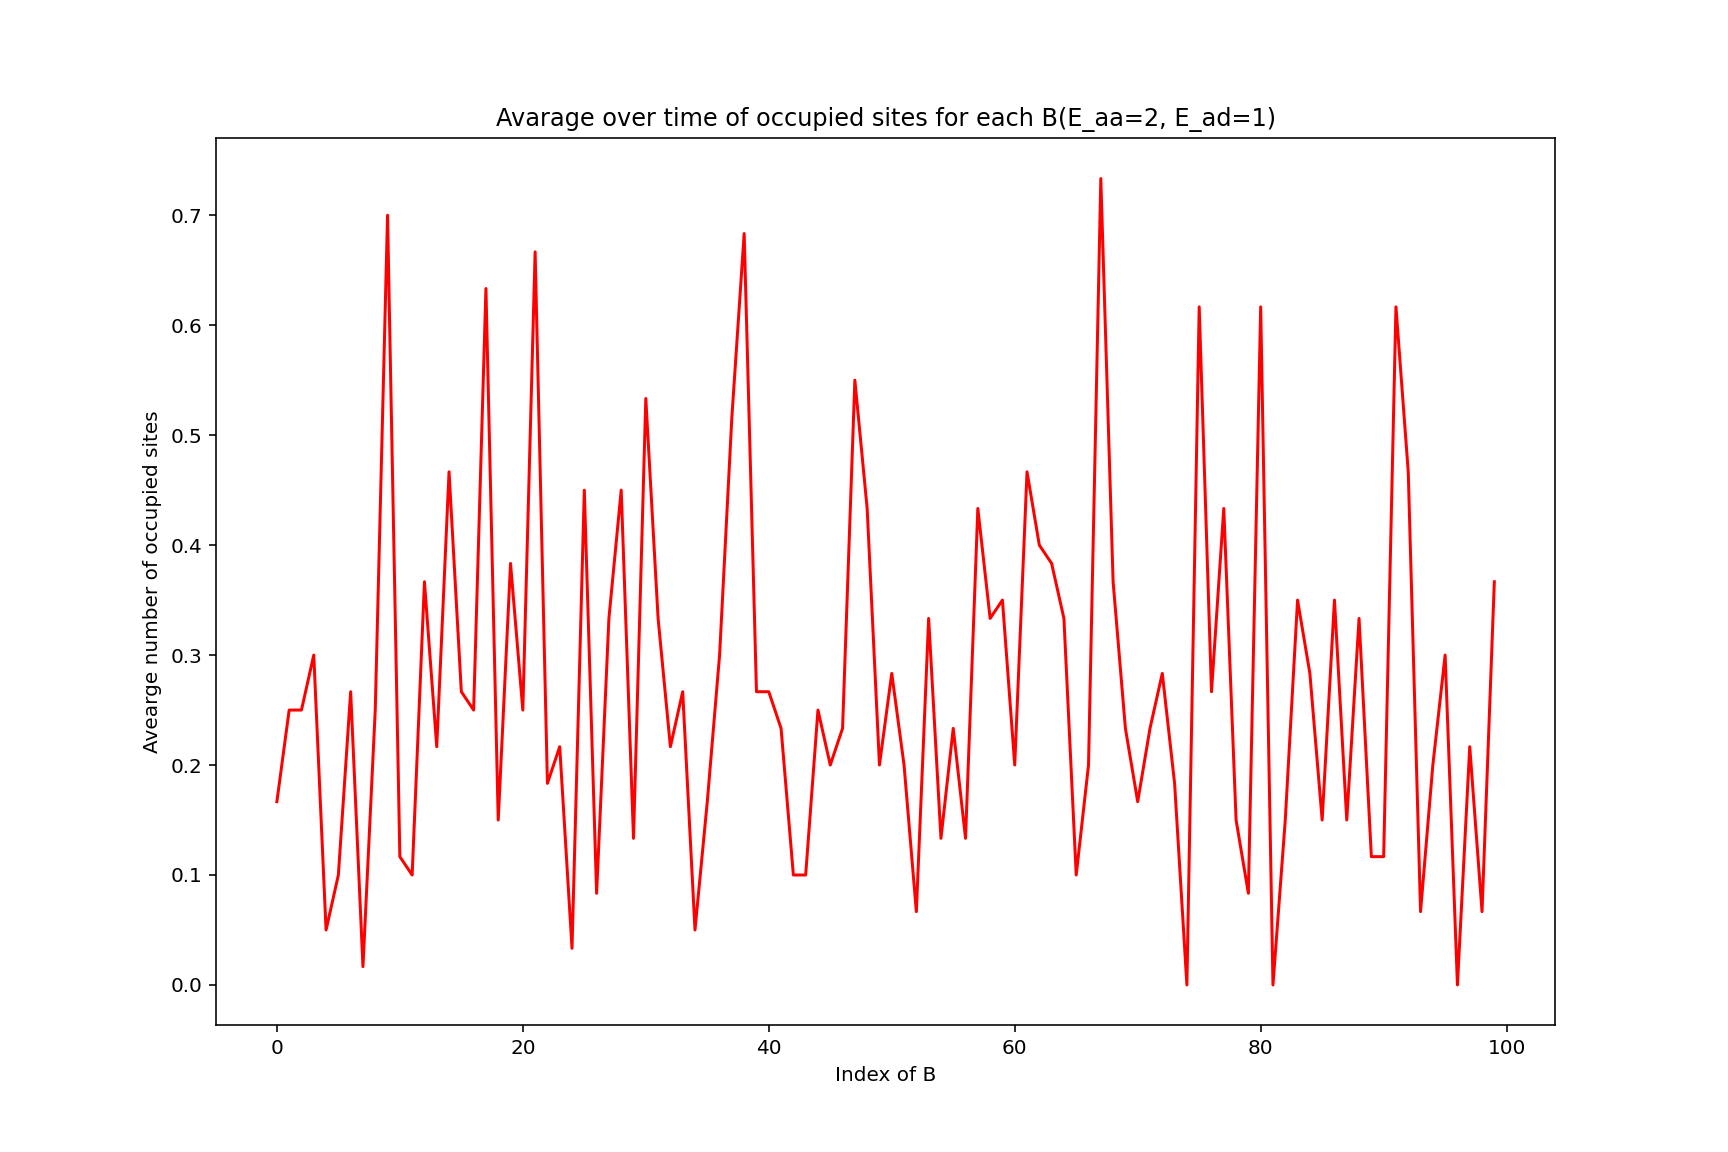 Avarage over time of occupied sites for each B(E_aa=2, E_ad=1)
Avearge number of occupied sites
0.7
0.6
0.5
0.4
0.3
0.2
0.1
0.0
0 20 40 60 80 100
Index of B